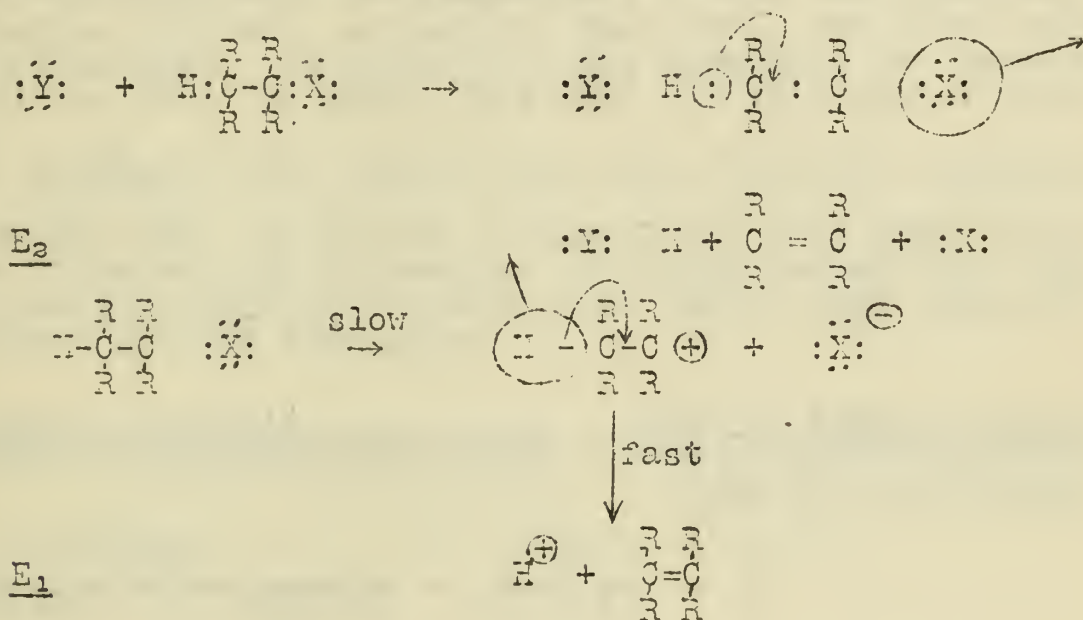 R R R R
:Y: + H:C-C:X: → :Y: H : C : C :X:
R R R R
R R
E₂ :Y: H + C = C + :X:
R R
R R slow R R ⊖
H-C-C :X: → H - C-C ⊕ + :X:
R R R R
fast
R R
E₁ H⊕ + C=C
R R